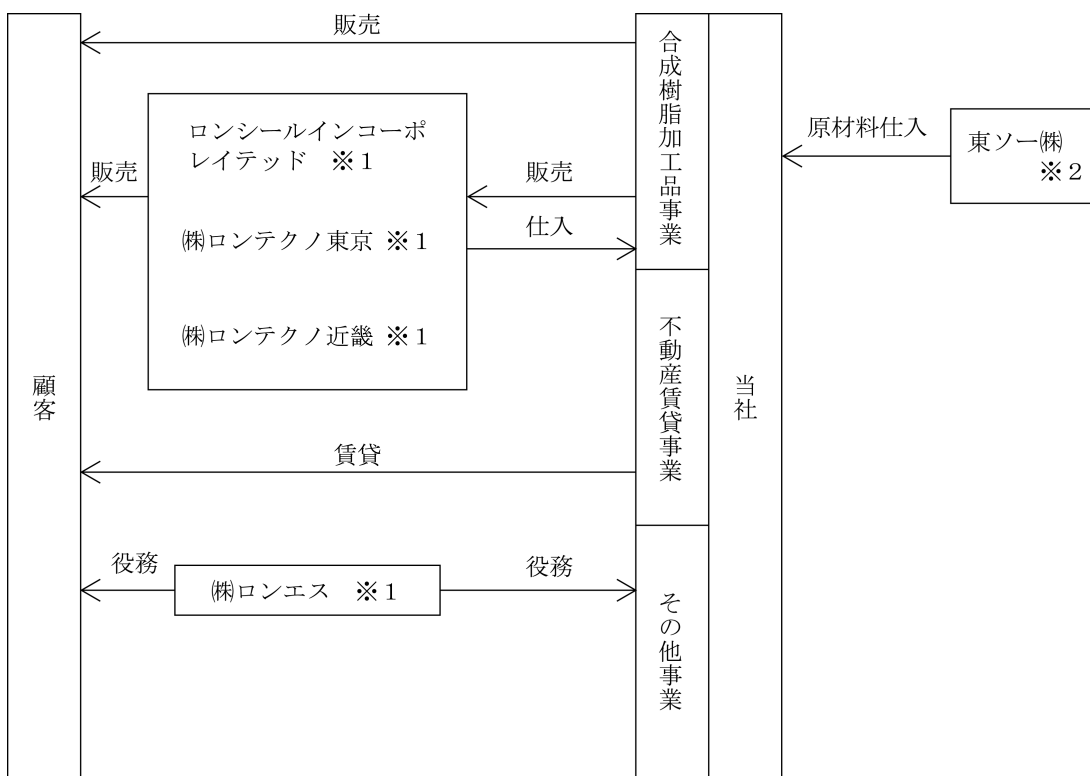 販売
合成樹脂加工品事業
原材料仕入
東ソー㈱
※2
ロンシールインコーポ
レイテッド ※1
販売
販売
仕入
㈱ロンテクノ東京 ※1
㈱ロンテクノ近畿 ※1
顧客
不動産賃貸事業
当社
賃貸
役務
㈱ロンエス ※1
役務
その他事業